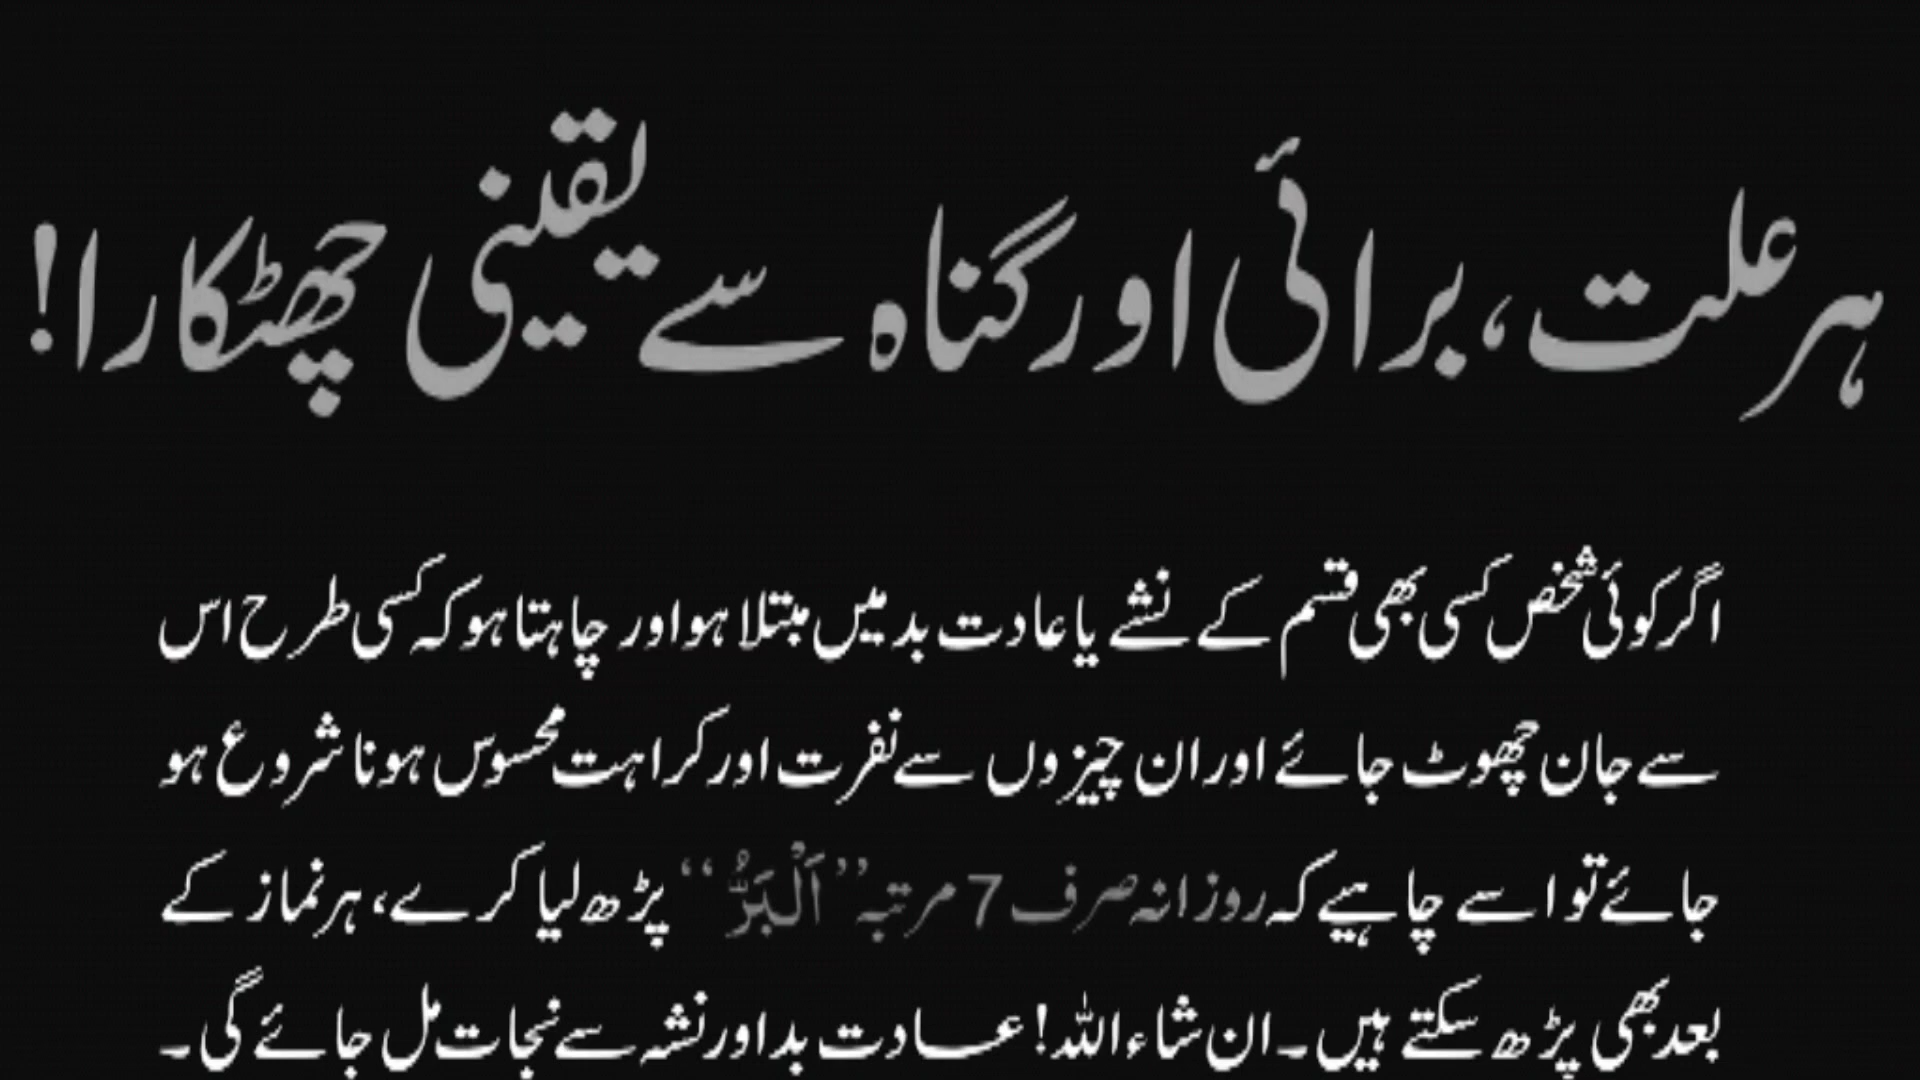 ہر علت، برائی اور گناہ سے یقینی چھٹکارا!
اگر کوئی شخص کسی بھی قسم کے نشے یا عادت بد میں مبتلا ہو اور چاہتا ہو کہ کسی طرح اس
سے جان چھوٹ جائے اور ان چیزوں سے نفرت اور کراہت محسوس ہونا شروع ہو
جائے تو اسے چاہیے کہ روزانہ صرف 7 مرتبہ ’’اَلْبَرُّ‘‘ پڑھ لیا کرے، ہر نماز کے
بعد بھی پڑھ سکتے ہیں۔ ان شاء اللہ! عادت بد اور نشہ سے نجات مل جائے گی۔